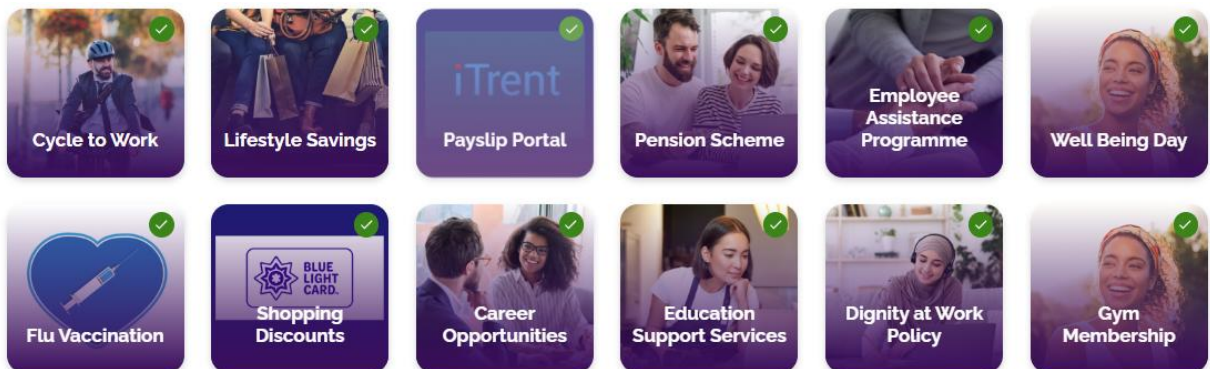 Cycle to Work
Lifestyle Savings
iTrent
Payslip Portal
Pension Scheme
Employee
Assistance
Programme
Well Being Day
Flu Vaccination
BLUE
LIGHT
CARD.
Shopping
Discounts
Career
Opportunities
Education
Support Services
Dignity at Work
Policy
Gym
Membership